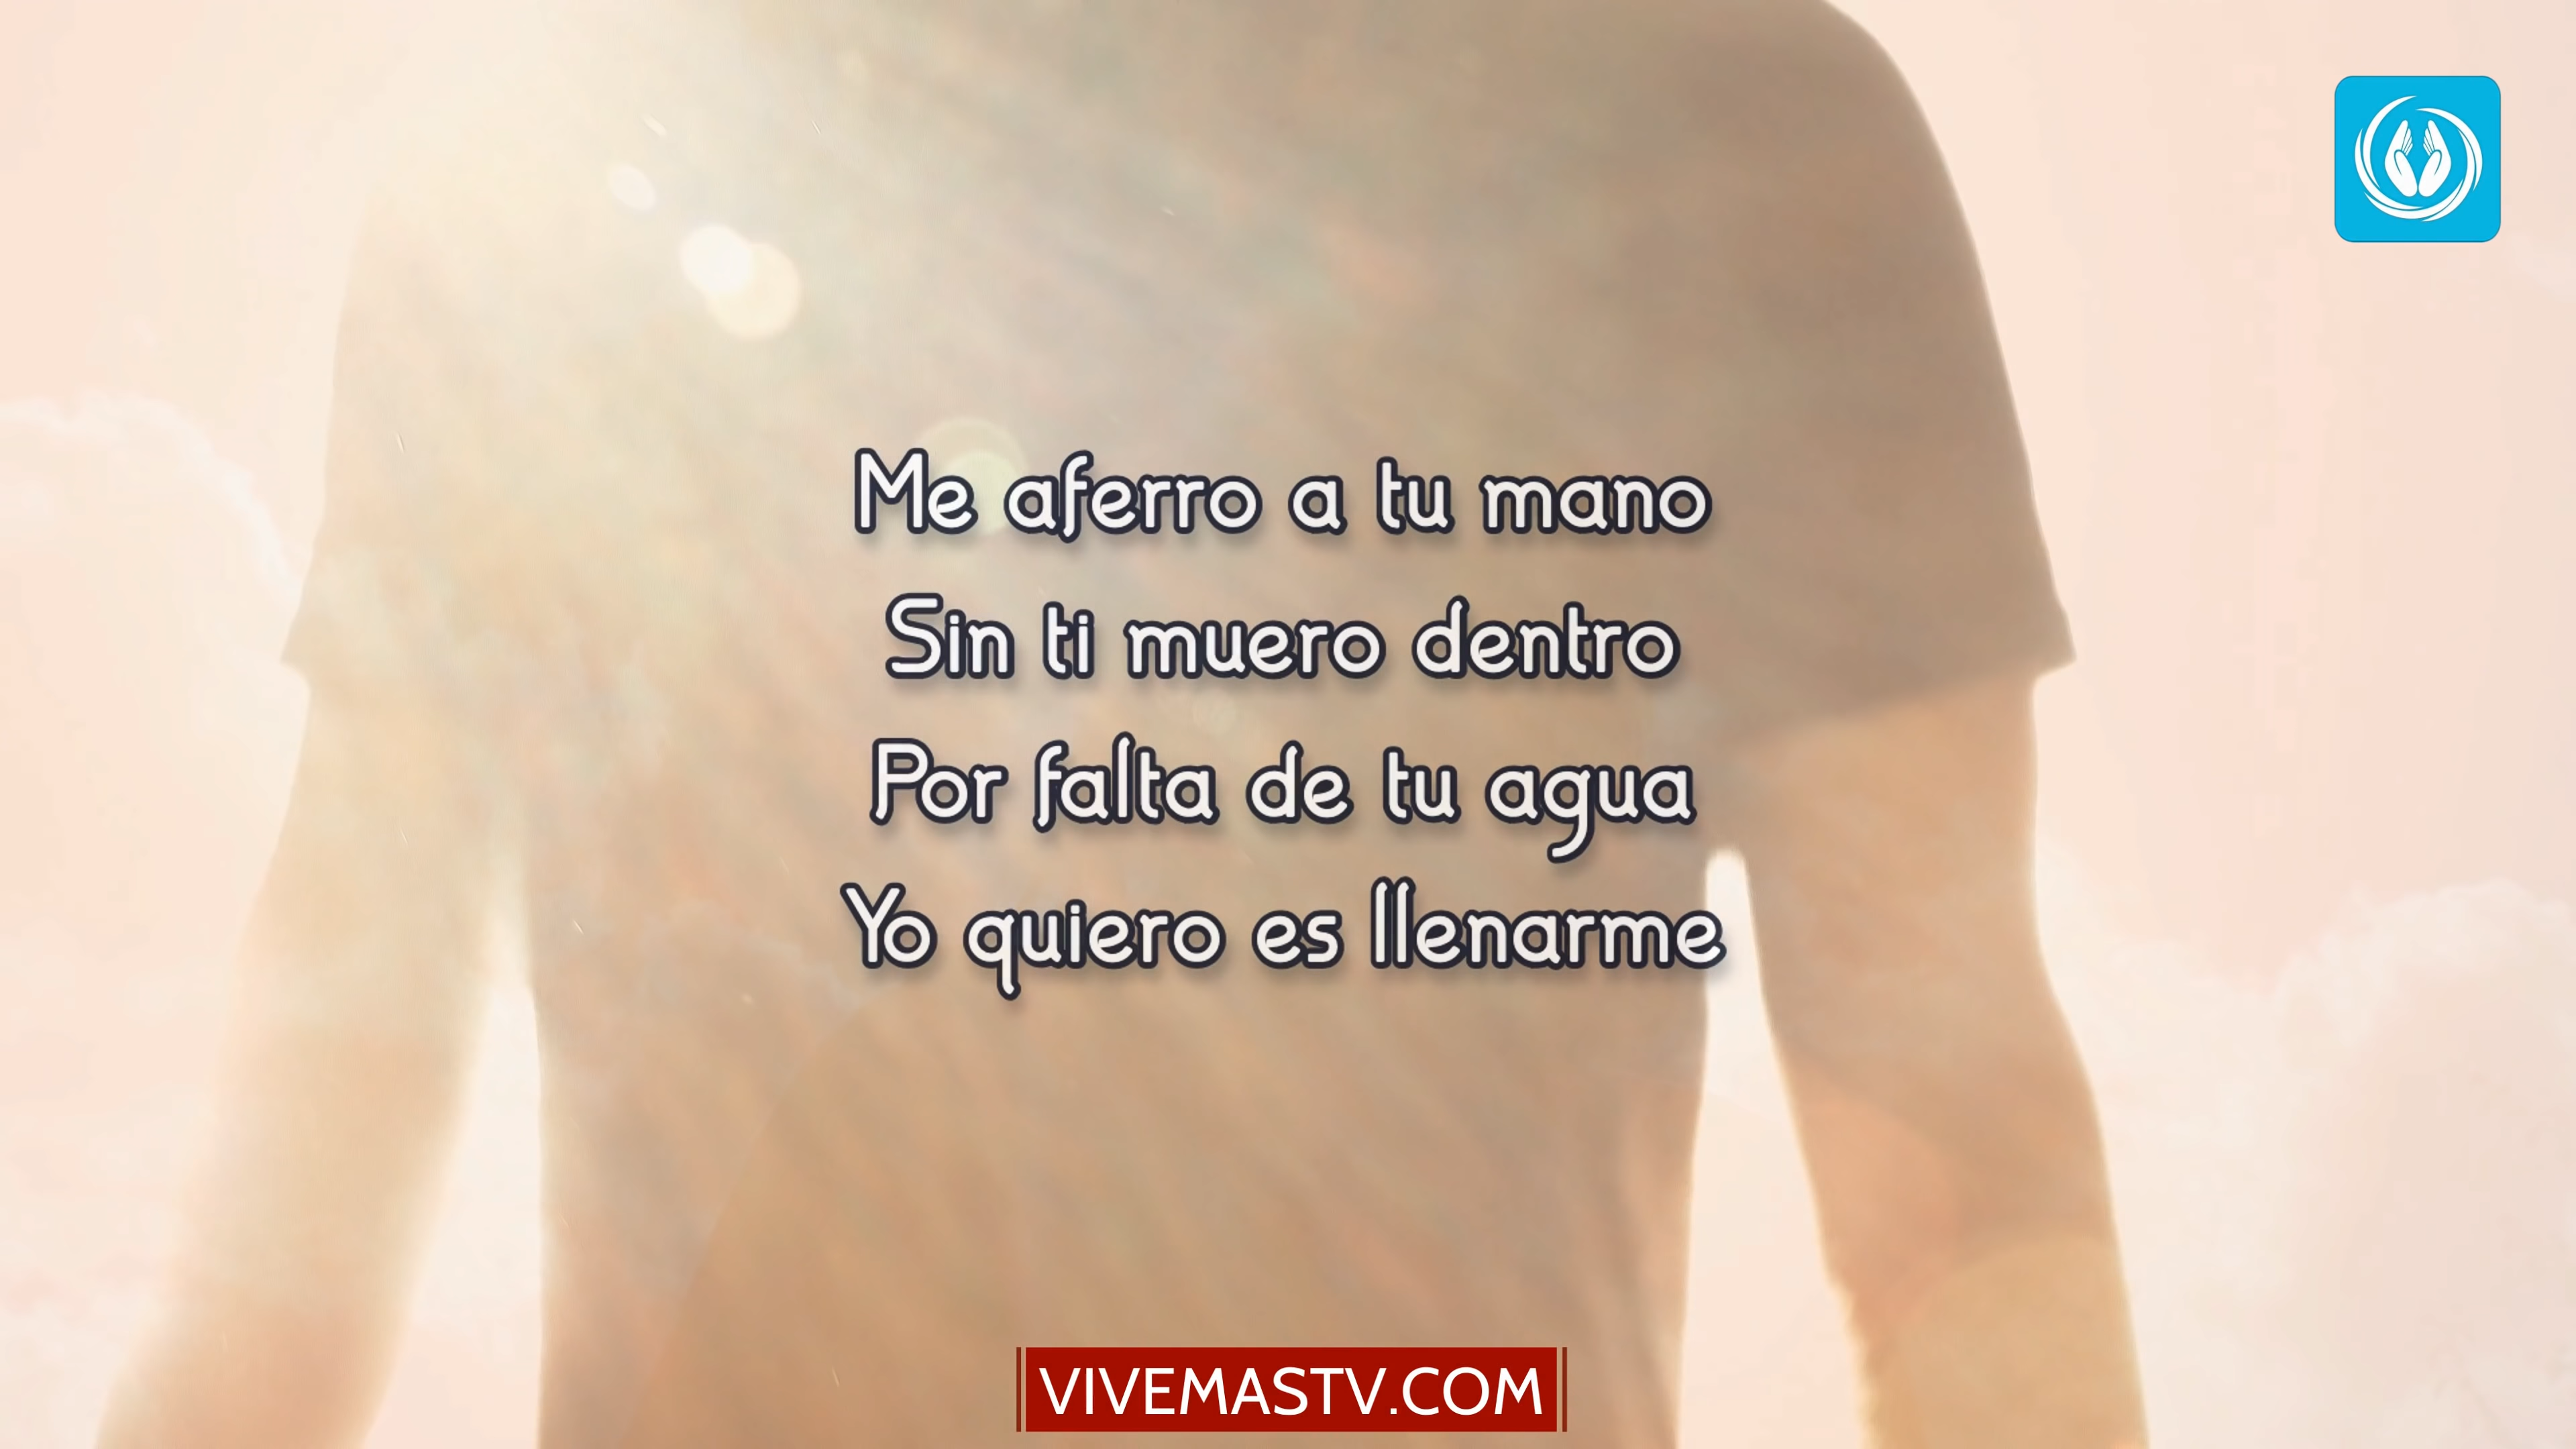 Me aferro a tu mano
Sin ti muero dentro
Por falta de tu agua
Yo quiero es llenarme
VIVEMASTV.COM